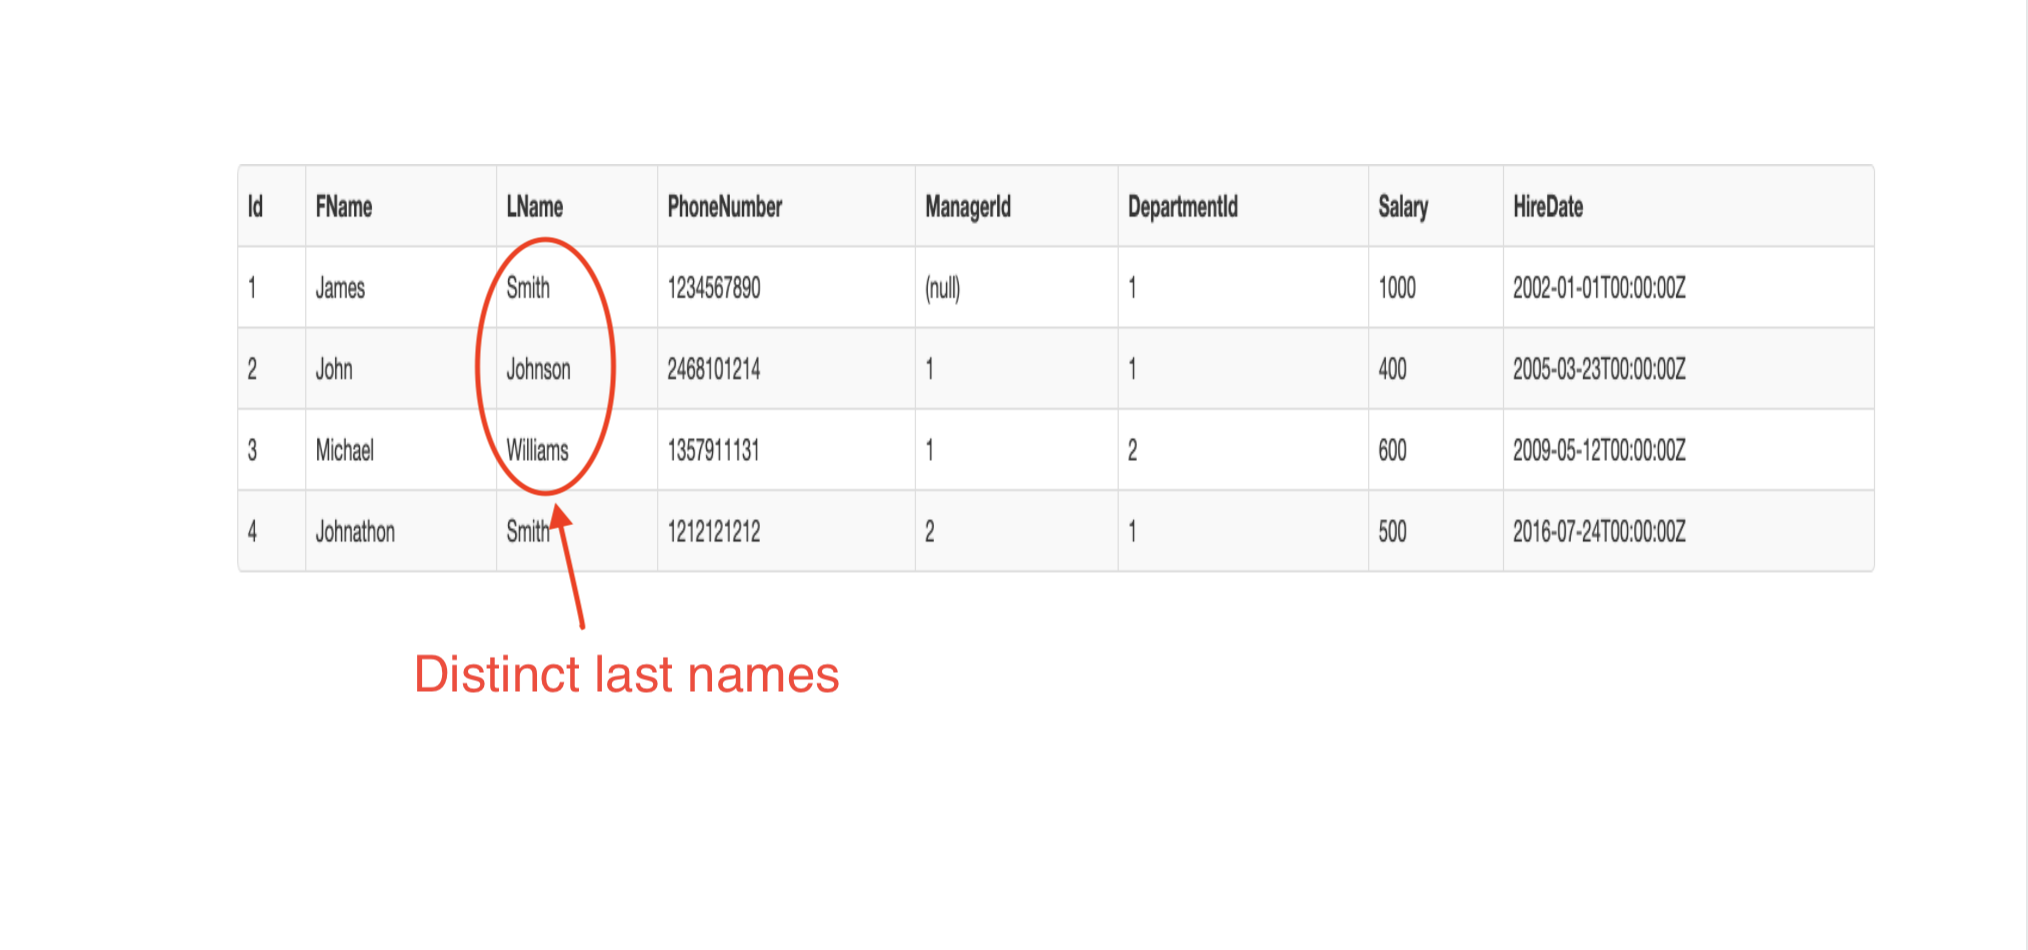 Id FName LName PhoneNumber ManagerId DepartmentId Salary HireDate
1 James Smith 1234567890 (null) 1 1000 2002-01-01T00:00:00Z
2 John Johnson 2468101214 1 1 400 2005-03-23T00:00:00Z
3 Michael Williams 1357911131 1 2 600 2009-05-12T00:00:00Z
4 Johnathon Smith 1212121212 2 1 500 2016-07-24T00:00:00Z
Distinct last names